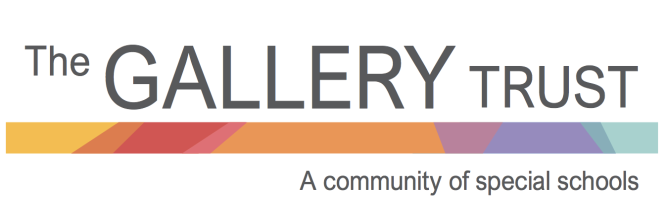 The GALLERY TRUST
A community of special schools